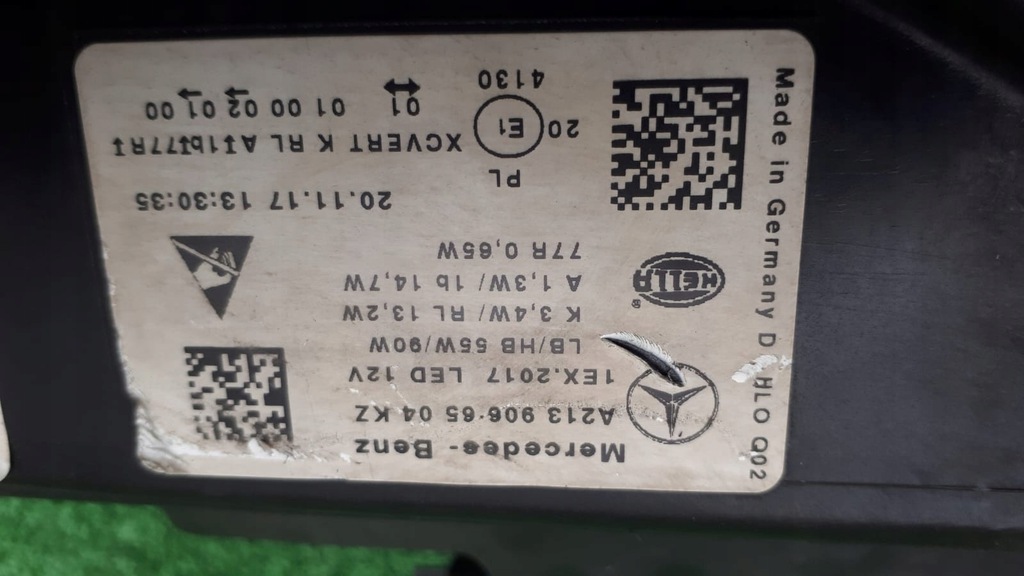 Mercedes-Benz
A213 906 65 04 KZ
1EX.2017 LED 12V
LB/HB 55W/90W
K 3,4W/ RL 13,2W
A 1,3W/ 1b 14,7W
77R 0,65W
HELLA
®
20.11.17 13:30:35
PL
20 E1
XCVERT K RL A 1b 77R
4130
01 01 00 02 01 00
Made in Germany D HLO Q02